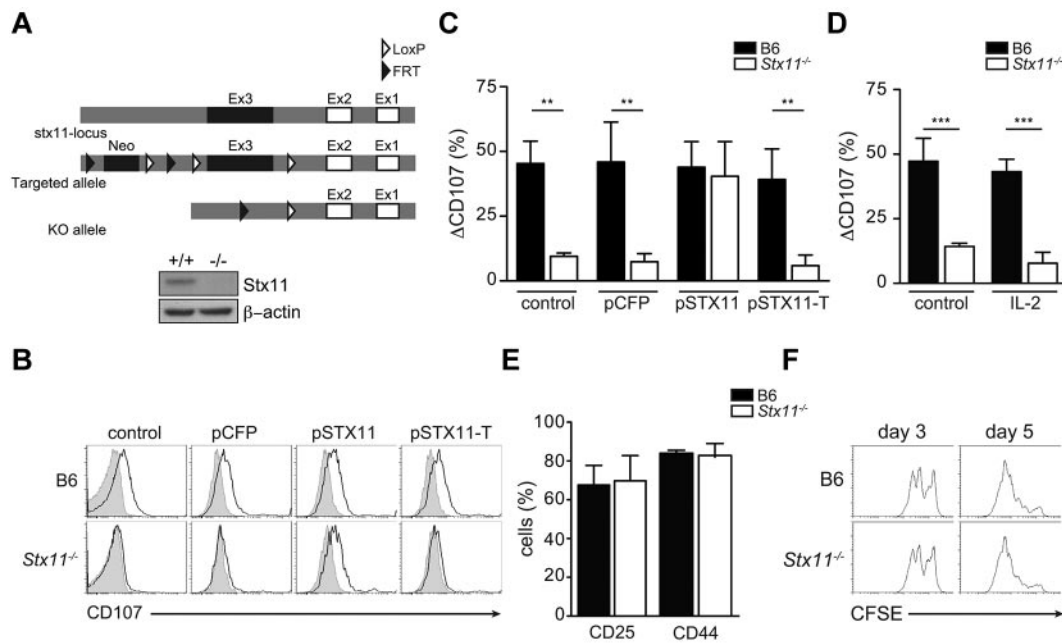 A
LoxP
FRT
Ex3 Ex2 Ex1
stx11-locus
Neo Ex3 Ex2 Ex1
Targeted allele
Ex2 Ex1
KO allele
+/+ -/-
Stx11
β–actin
B
control pCFP pSTX11 pSTX11-T
B6
Stx11-/-
CD107
C
B6
Stx11-/-
75
50
25
0
ΔCD107 (%)
** ** **
control pCFP pSTX11 pSTX11-T
D
B6
Stx11-/-
75
50
25
0
ΔCD107 (%)
*** ***
control IL-2
E
B6
Stx11-/-
100
80
60
40
20
0
cells (%)
CD25 CD44
F
day 3 day 5
B6
Stx11-/-
CFSE